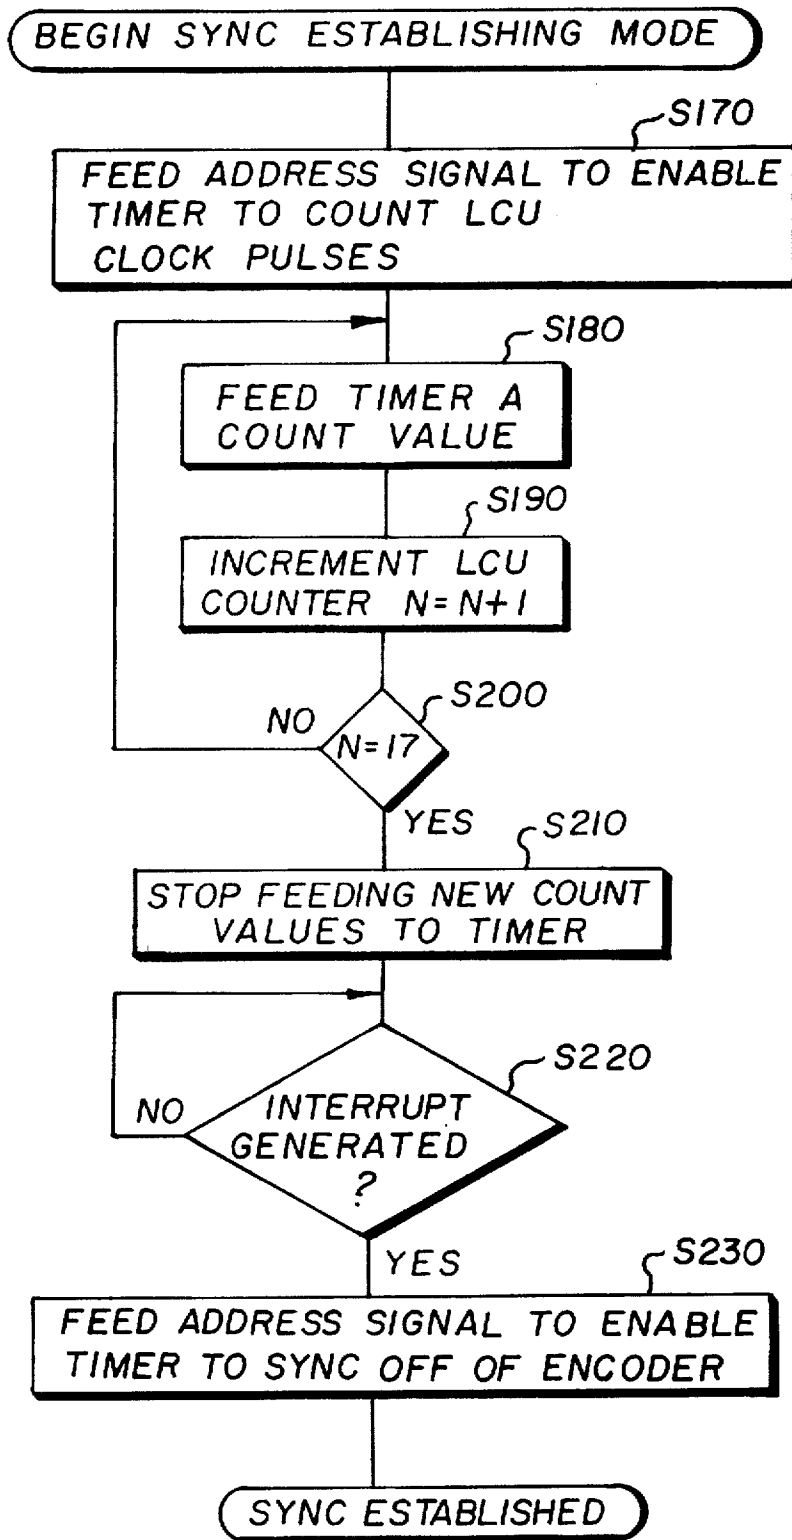 BEGIN SYNC ESTABLISHING MODE
S170
FEED ADDRESS SIGNAL TO ENABLE
TIMER TO COUNT LCU
CLOCK PULSES
S180
FEED TIMER A
COUNT VALUE
S190
INCREMENT LCU
COUNTER N=N+1
S200
NO
N=17
YES
S210
STOP FEEDING NEW COUNT
VALUES TO TIMER
S220
NO
INTERRUPT
GENERATED
?
YES
S230
FEED ADDRESS SIGNAL TO ENABLE
TIMER TO SYNC OFF OF ENCODER
SYNC ESTABLISHED